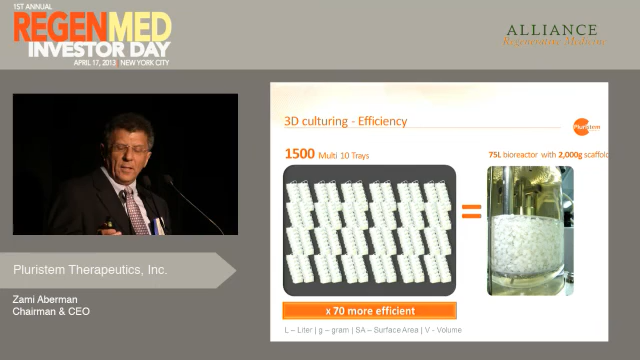 1ST ANNUAL
REGENMED
INVESTOR DAY
APRIL 17, 2013 | NEW YORK CITY
ALLIANCE
Regenerative Medicine
3D culturing - Efficiency
Pluristem
1500 Multi 10 Trays
75L bioreactor with 2,000g scaffold
=
x 70 more efficient
L – Liter | g – gram | SA – Surface Area | V - Volume
Pluristem Therapeutics, Inc.
Zami Aberman
Chairman & CEO